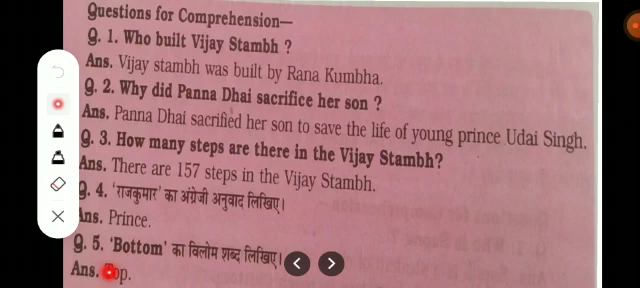 Questions for Comprehension—
Q. 1. Who built Vijay Stambh ?
Ans. Vijay stambh was built by Rana Kumbha.
Q. 2. Why did Panna Dhai sacrifice her son ?
Ans. Panna Dhai sacrified her son to save the life of young prince Udai Singh.
Q. 3. How many steps are there in the Vijay Stambh?
Ans. There are 157 steps in the Vijay Stambh.
Q. 4. 'राजकुमार' का अंग्रेजी अनुवाद लिखिए।
Ans. Prince.
Q. 5. 'Bottom' का विलोम शब्द लिखिए।
Ans. Top.